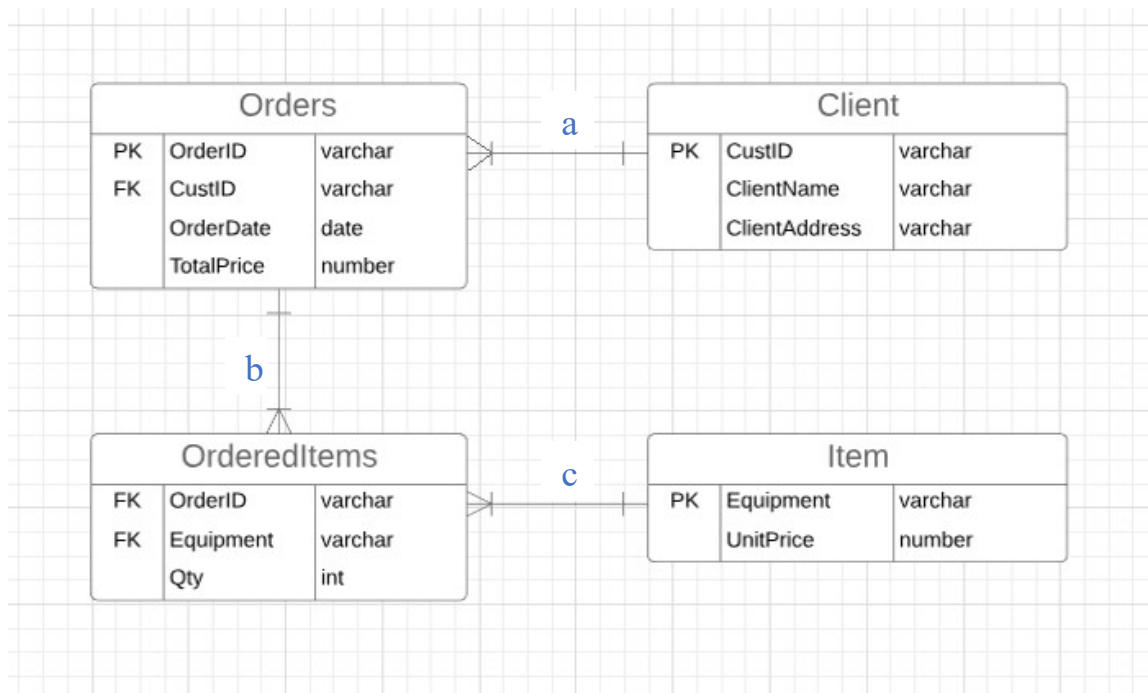 Orders
PK OrderID varchar
FK CustID varchar
OrderDate date
TotalPrice number
a
Client
PK CustID varchar
ClientName varchar
ClientAddress varchar
b
OrderedItems
FK OrderID varchar
FK Equipment varchar
Qty int
c
Item
PK Equipment varchar
UnitPrice number